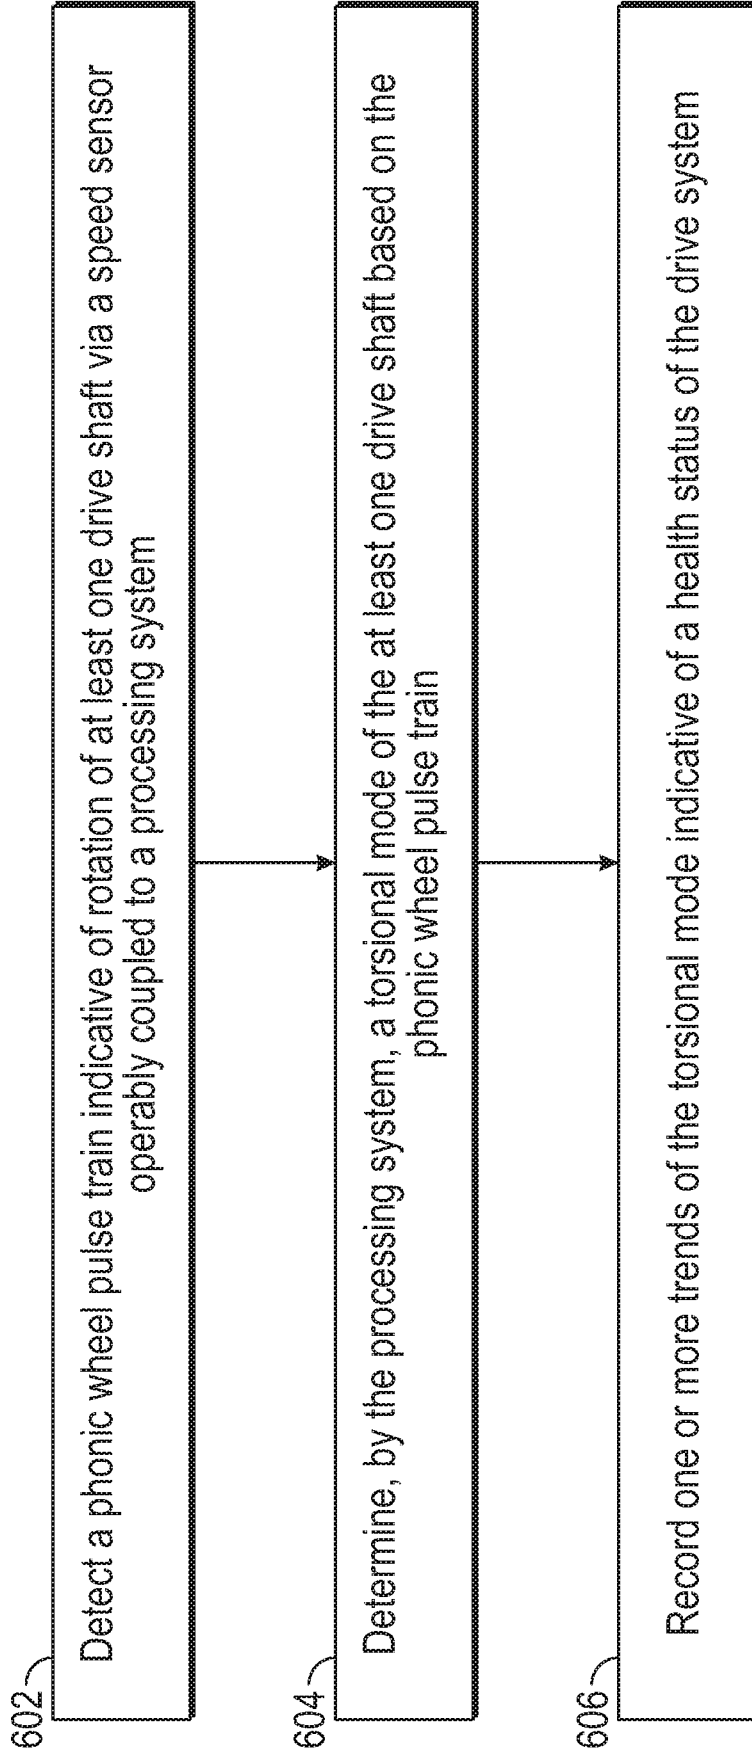 602
Detect a phonic wheel pulse train indicative of rotation of at least one drive shaft via a speed sensor
operably coupled to a processing system
604
Determine, by the processing system, a torsional mode of the at least one drive shaft based on the
phonic wheel pulse train
606
Record one or more trends of the torsional mode indicative of a health status of the drive system